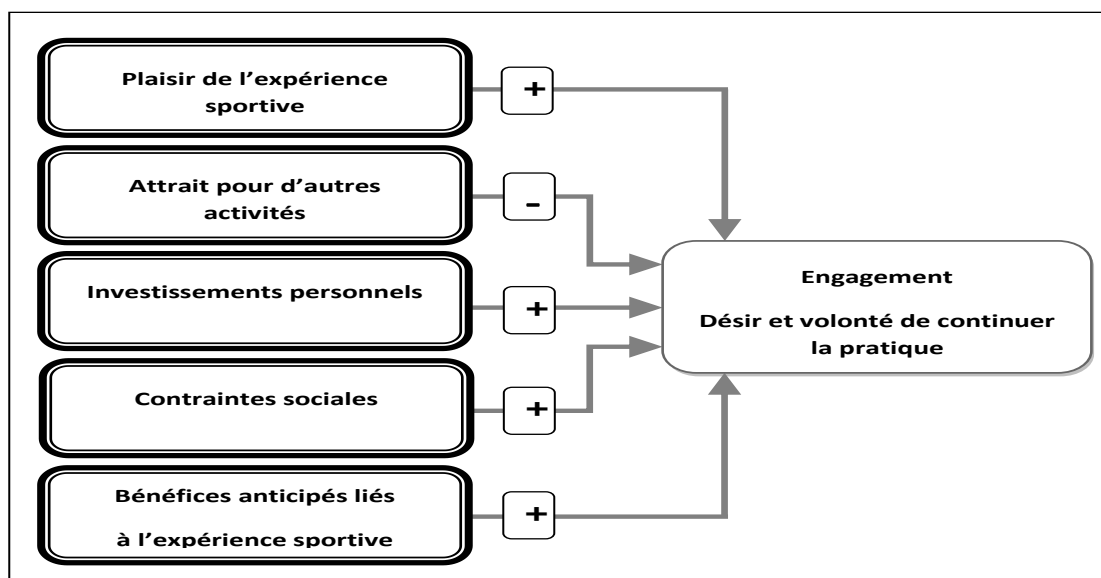 Plaisir de l’expérience
sportive
+
Attrait pour d’autres
activités
-
Investissements personnels
+
Contraintes sociales
+
Bénéfices anticipés liés
à l’expérience sportive
+
Engagement
Désir et volonté de continuer
la pratique